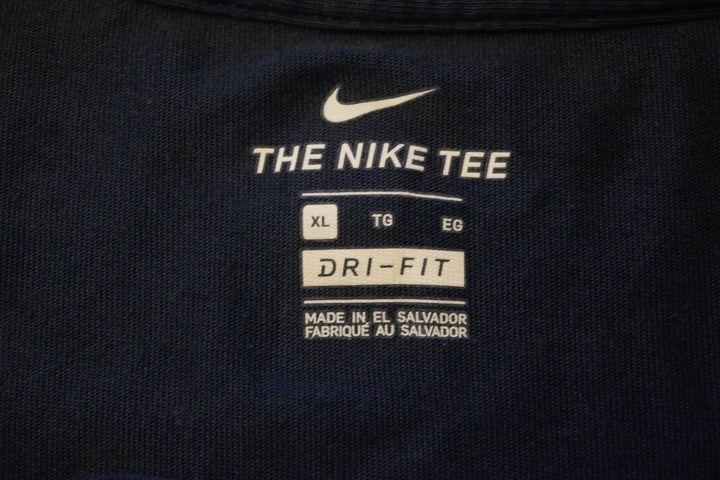 THE NIKE TEE
XL TG EG
DRI-FIT
MADE IN EL SALVADOR
FABRIQUÉ AU SALVADOR